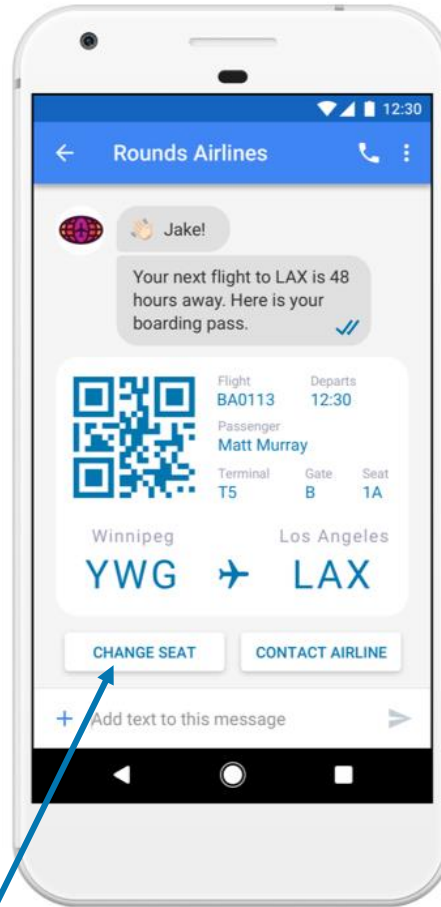 12:30
Rounds Airlines
👋🏻 Jake!
Your next flight to LAX is 48
hours away. Here is your
boarding pass.
Flight Departs
BA0113 12:30
Passenger
Matt Murray
Terminal Gate Seat
T5 B 1A
Winnipeg Los Angeles
YWG LAX
CHANGE SEAT CONTACT AIRLINE
+ Add text to this message